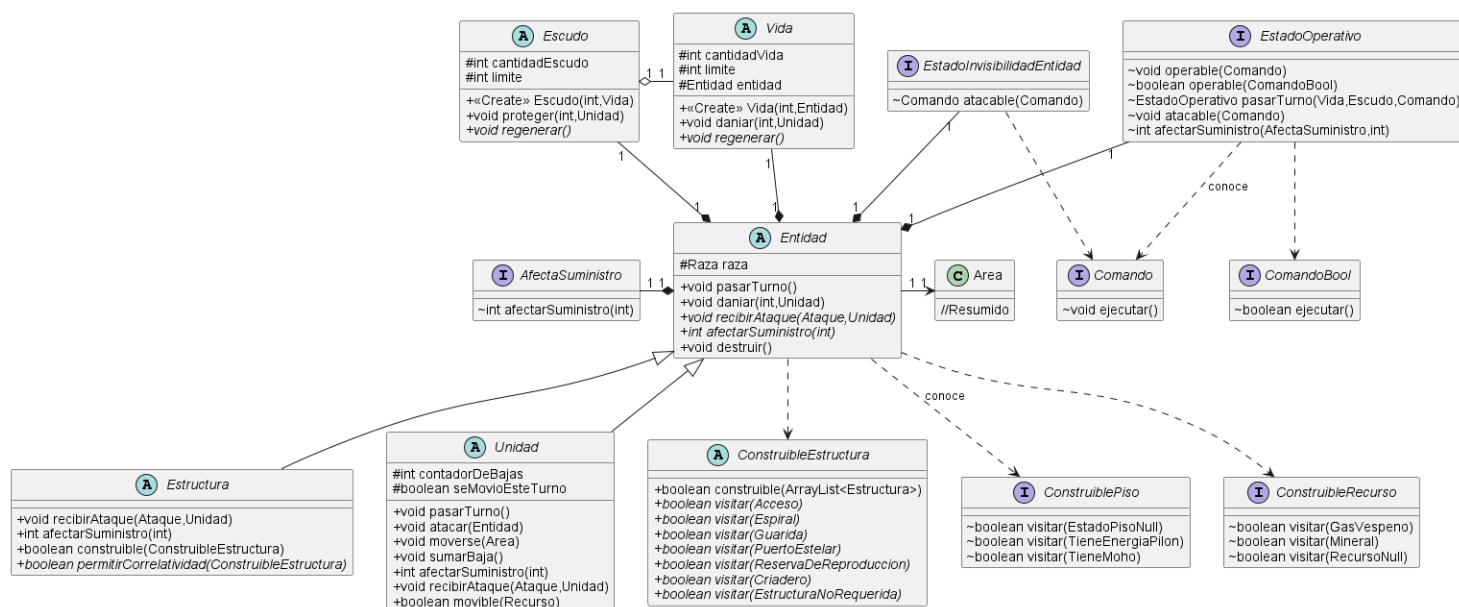 A Escudo
#int cantidadEscudo
#int limite
+«Create» Escudo(int,Vida)
+void proteger(int,Unidad)
+void regenerar()
1 1
A Vida
#int cantidadVida
#int limite
#Entidad entidad
+«Create» Vida(int,Entidad)
+void daniar(int,Unidad)
+void regenerar()
I EstadoInvisibilidadEntidad
~Comando atacable(Comando)
I EstadoOperativo
~void operable(Comando)
~boolean operable(ComandoBool)
~EstadoOperativo pasarTurno(Vida,Escudo,Comando)
~void atacable(Comando)
~int afectarSuministro(AfectaSuministro,int)
1
1
1
1
conoce
1
1
1
1
I AfectaSuministro
~int afectarSuministro(int)
1 1
A Entidad
#Raza raza
+void pasarTurno()
+void daniar(int,Unidad)
+void recibirAtaque(Ataque,Unidad)
+int afectarSuministro(int)
+void destruir()
1 1
C Area
//Resumido
I Comando
~void ejecutar()
I ComandoBool
~boolean ejecutar()
conoce
A Estructura
+void recibirAtaque(Ataque,Unidad)
+int afectarSuministro(int)
+boolean construible(ConstruibleEstructura)
+boolean permitirCorrelatividad(ConstruibleEstructura)
A Unidad
#int contadorDeBajas
#boolean seMovioEsteTurno
+void pasarTurno()
+void atacar(Entidad)
+void moverse(Area)
+void sumarBaja()
+int afectarSuministro(int)
+void recibirAtaque(Ataque,Unidad)
+boolean movible(Recurso)
A ConstruibleEstructura
+boolean construible(ArrayList<Estructura>)
+boolean visitar(Acceso)
+boolean visitar(Espiral)
+boolean visitar(Guarida)
+boolean visitar(PuertoEstelar)
+boolean visitar(ReservaDeReproduccion)
+boolean visitar(Criadero)
+boolean visitar(EstructuraNoRequerida)
I ConstruiblePiso
~boolean visitar(EstadoPisoNull)
~boolean visitar(TieneEnergiaPilon)
~boolean visitar(TieneMoho)
I ConstruibleRecurso
~boolean visitar(GasVespeno)
~boolean visitar(Mineral)
~boolean visitar(RecursoNull)